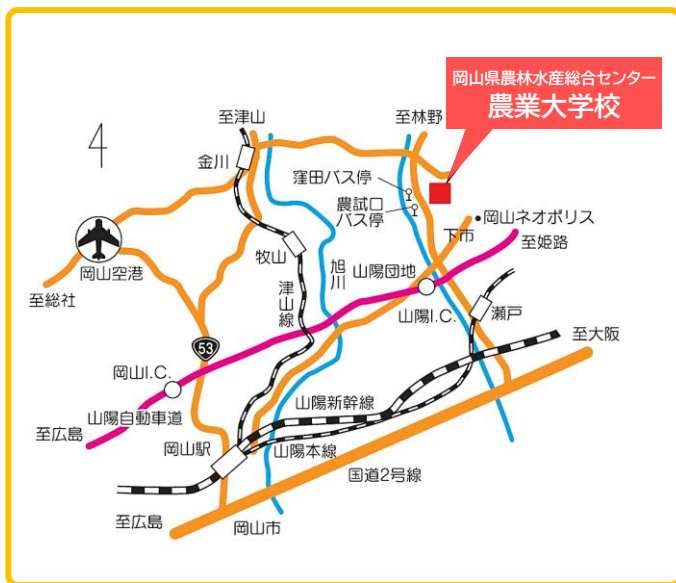 岡山県農林水産総合センター
農業大学校
至津山
至林野
4
金川
窪田バス停
農試口
バス停
岡山ネオポリス
下市
至姫路
岡山空港
牧山
旭川
山陽団地
至総社
津山線
山陽I.C.
瀬戸
53
至大阪
岡山I.C.
山陽新幹線
山陽自動車道
至広島
岡山駅
山陽本線
国道2号線
至広島
岡山市